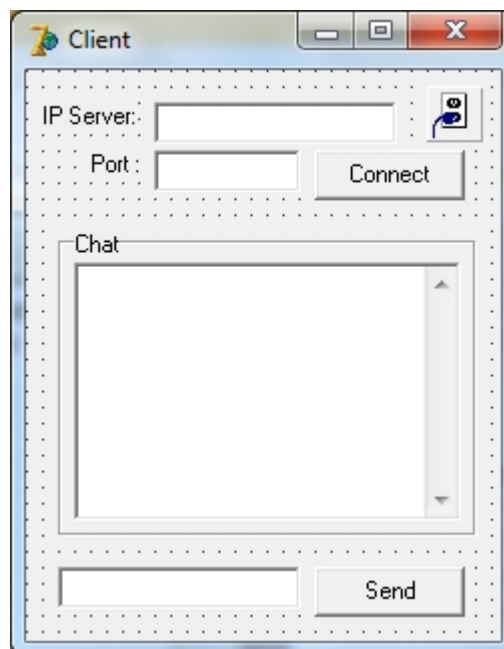 Client
IP Server:
Port :
Connect
Chat
Send